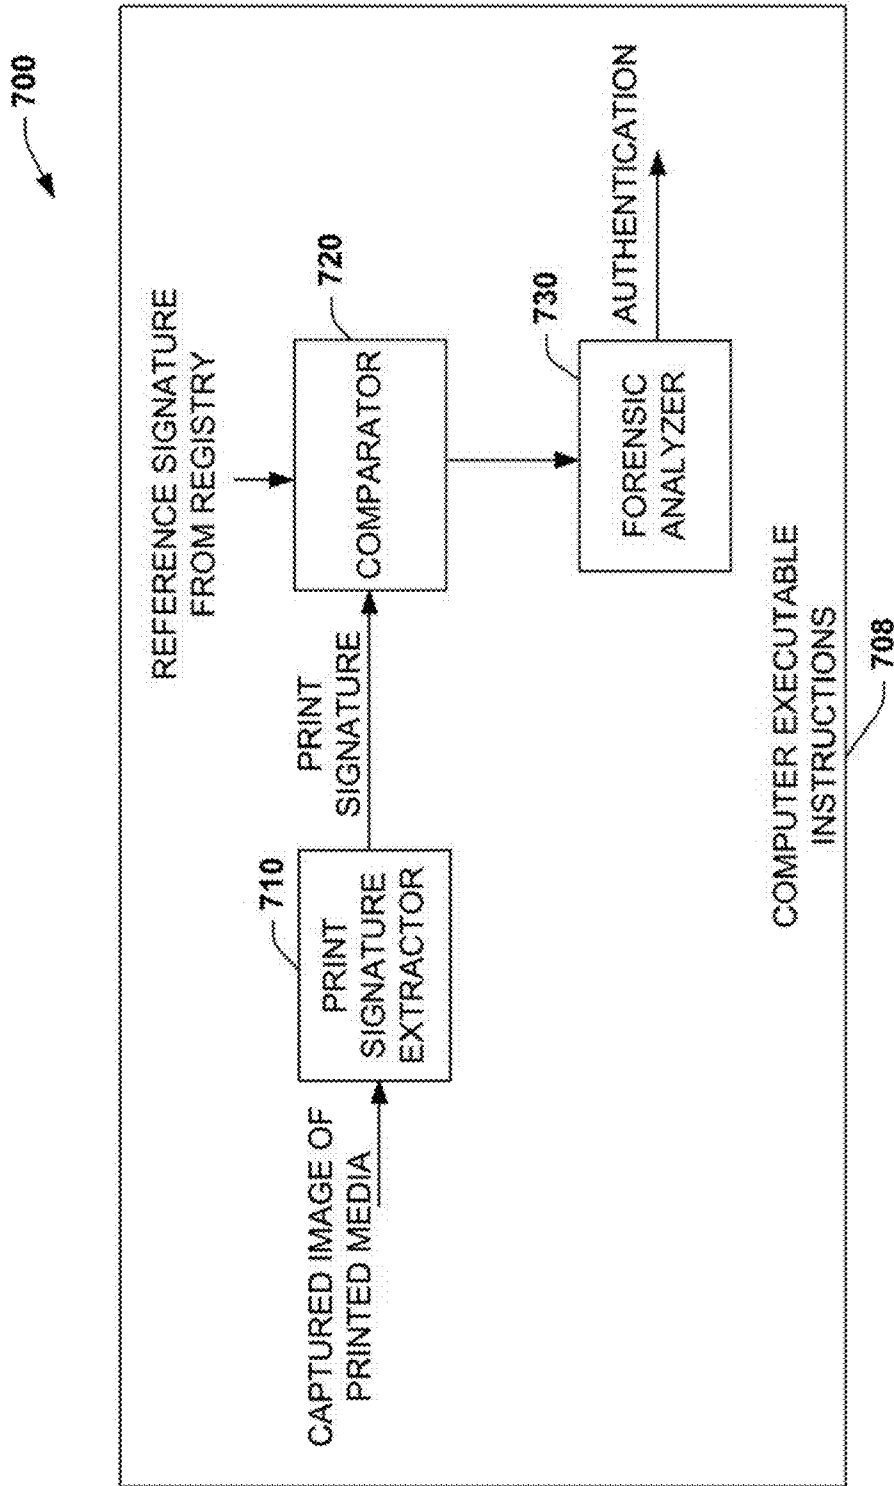 700
REFERENCE SIGNATURE
FROM REGISTRY
720
COMPARATOR
PRINT
SIGNATURE
710
PRINT
SIGNATURE
EXTRACTOR
CAPTURED IMAGE OF
PRINTED MEDIA
730
FORENSIC
ANALYZER
AUTHENTICATION
COMPUTER EXECUTABLE
INSTRUCTIONS
708